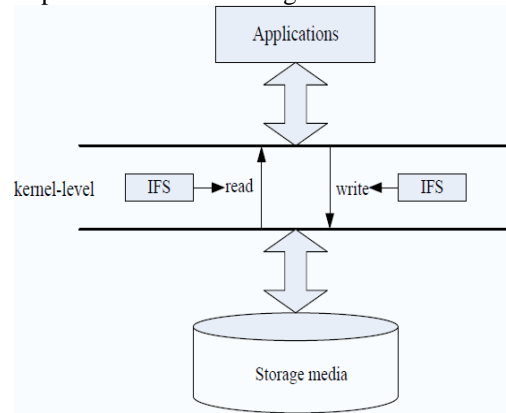 Applications
kernel-level
IFS
read
write
IFS
Storage media